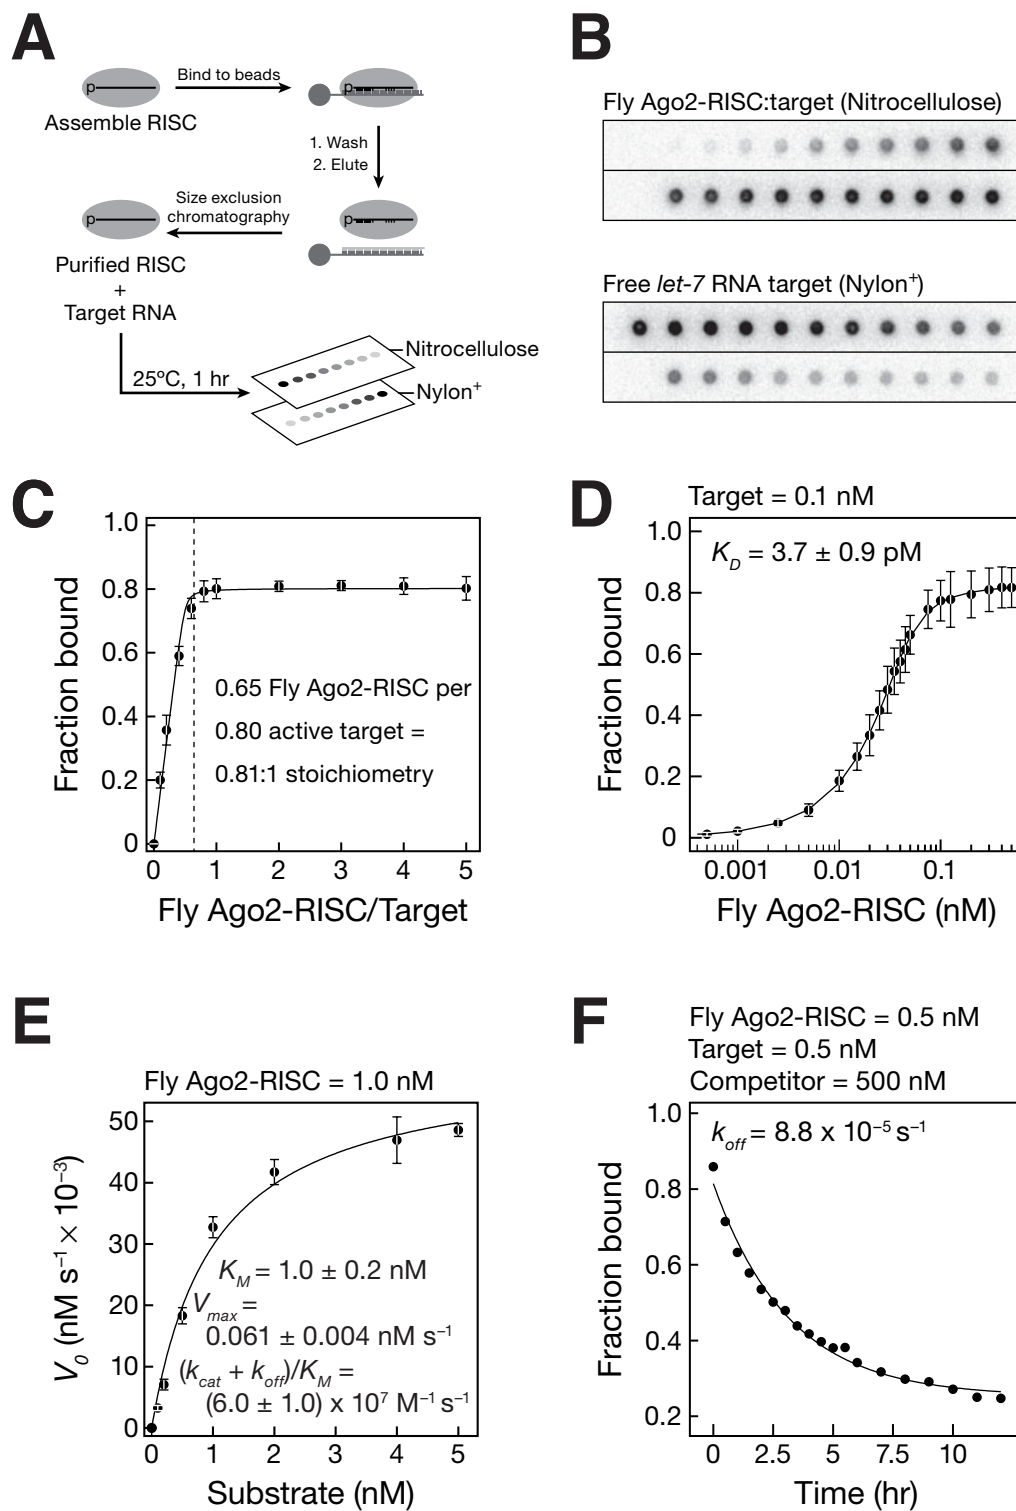 A
p
Bind to beads
p
Assemble RISC
1. Wash
2. Elute
Size exclusion
chromatography
p
p
Purified RISC
+
Target RNA
25ºC, 1 hr
Nitrocellulose
Nylon⁺
B
Fly Ago2-RISC:target (Nitrocellulose)
Free let-7 RNA target (Nylon⁺)
C
1.0
0.8
0.6
0.4
0.2
0
Fraction bound
0.65 Fly Ago2-RISC per
0.80 active target =
0.81:1 stoichiometry
0 1 2 3 4 5
Fly Ago2-RISC/Target
D
Target = 0.1 nM
K_D = 3.7 ± 0.9 pM
1.0
0.8
0.6
0.4
0.2
0
Fraction bound
0.001 0.01 0.1
Fly Ago2-RISC (nM)
E
Fly Ago2-RISC = 1.0 nM
50
40
30
20
10
0
V₀ (nM s⁻¹ × 10⁻³)
K_M = 1.0 ± 0.2 nM
V_max =
0.061 ± 0.004 nM s⁻¹
(k_cat + k_off)/K_M =
(6.0 ± 1.0) x 10⁷ M⁻¹ s⁻¹
0 1 2 3 4 5
Substrate (nM)
F
Fly Ago2-RISC = 0.5 nM
Target = 0.5 nM
Competitor = 500 nM
k_off = 8.8 x 10⁻⁵ s⁻¹
1.0
0.8
0.6
0.4
0.2
Fraction bound
0 2.5 5 7.5 10
Time (hr)